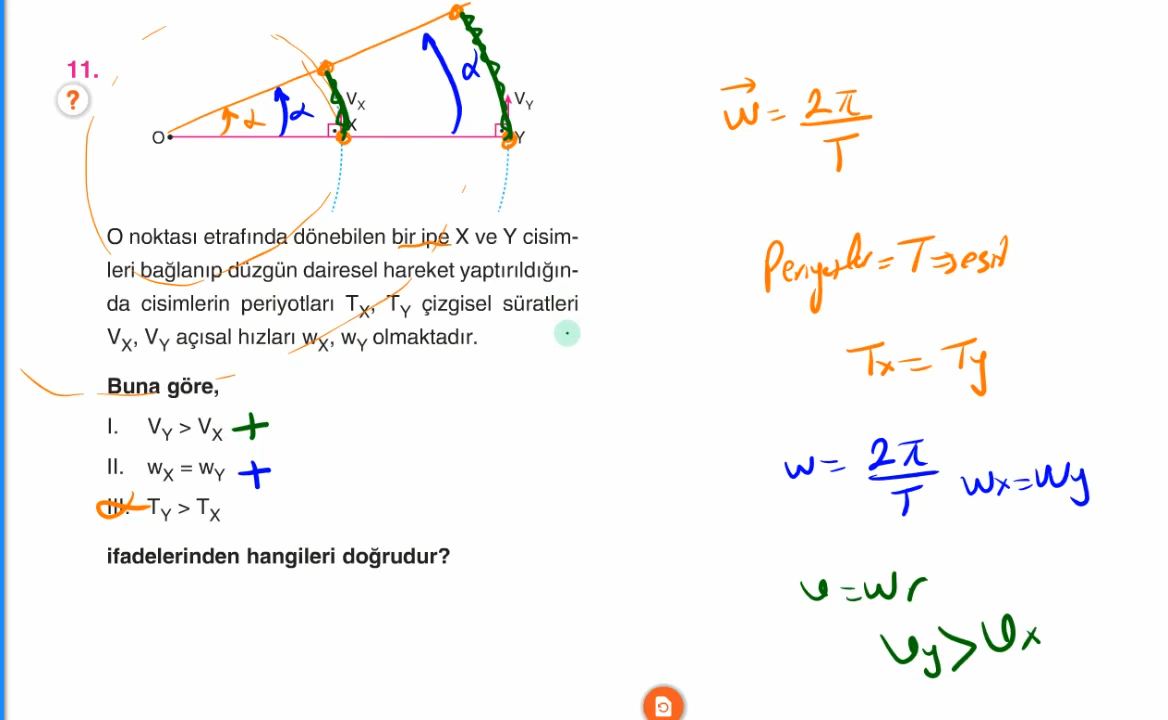 11.
?
α α α
V_X V_Y
O X Y
O noktası etrafında dönebilen bir ipe X ve Y cisim-
leri bağlanıp düzgün dairesel hareket yaptırıldığın-
da cisimlerin periyotları T_X, T_Y çizgisel süratleri
V_X, V_Y açısal hızları w_X, w_Y olmaktadır.
Buna göre,
I. V_Y > V_X +
II. w_X = w_Y +
III. T_Y > T_X
ifadelerinden hangileri doğrudur?
w⃗ = 2π/T
Periyotlar = T ⇒ eşit
Tx = Ty
w = 2π/T wx = wy
v = wr
vy > vx